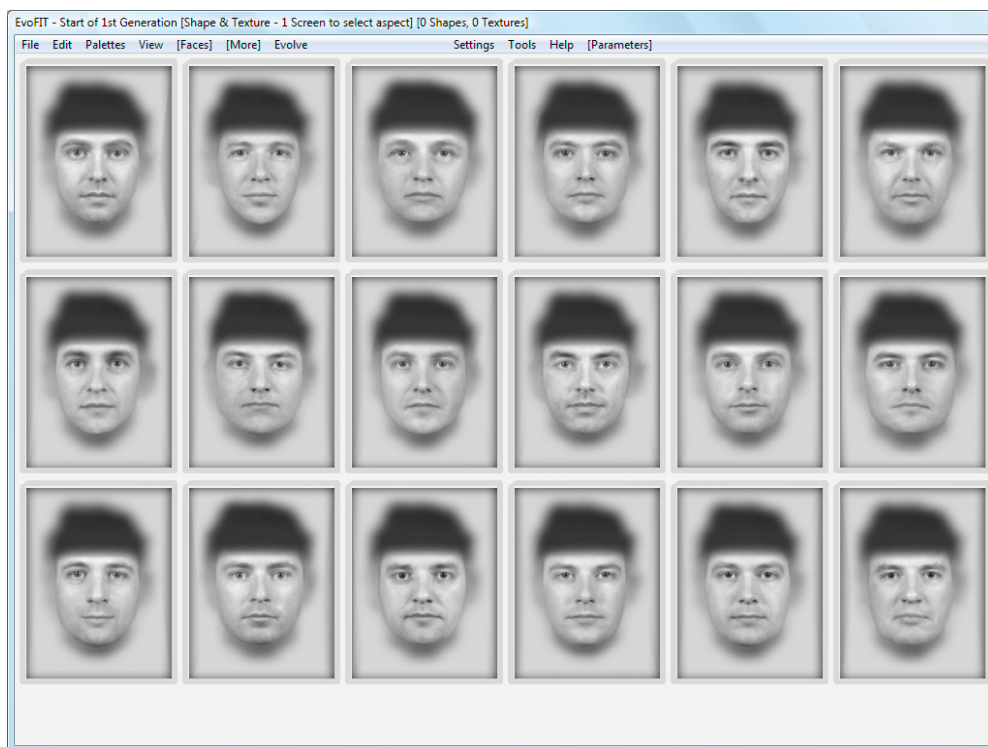 EvoFIT - Start of 1st Generation [Shape & Texture - 1 Screen to select aspect] [0 Shapes, 0 Textures]
File Edit Palettes View [Faces] [More] Evolve Settings Tools Help [Parameters]